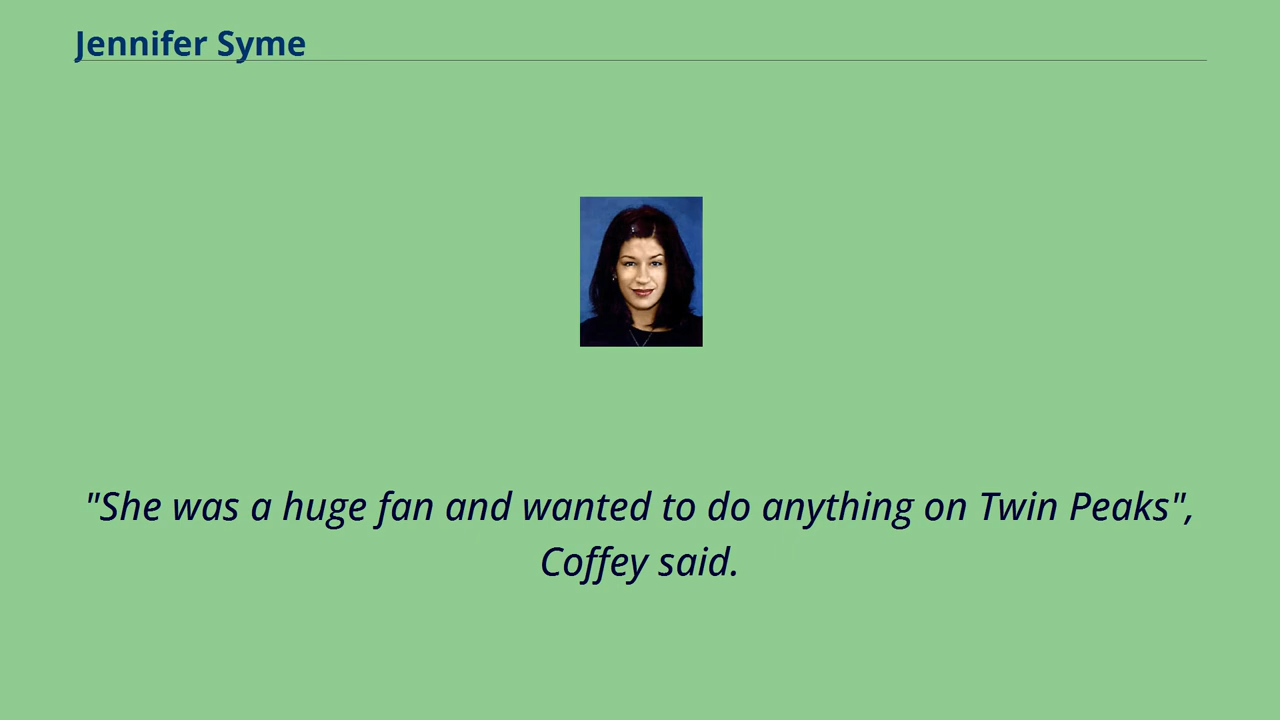 Jennifer Syme
"She was a huge fan and wanted to do anything on Twin Peaks",
Coffey said.